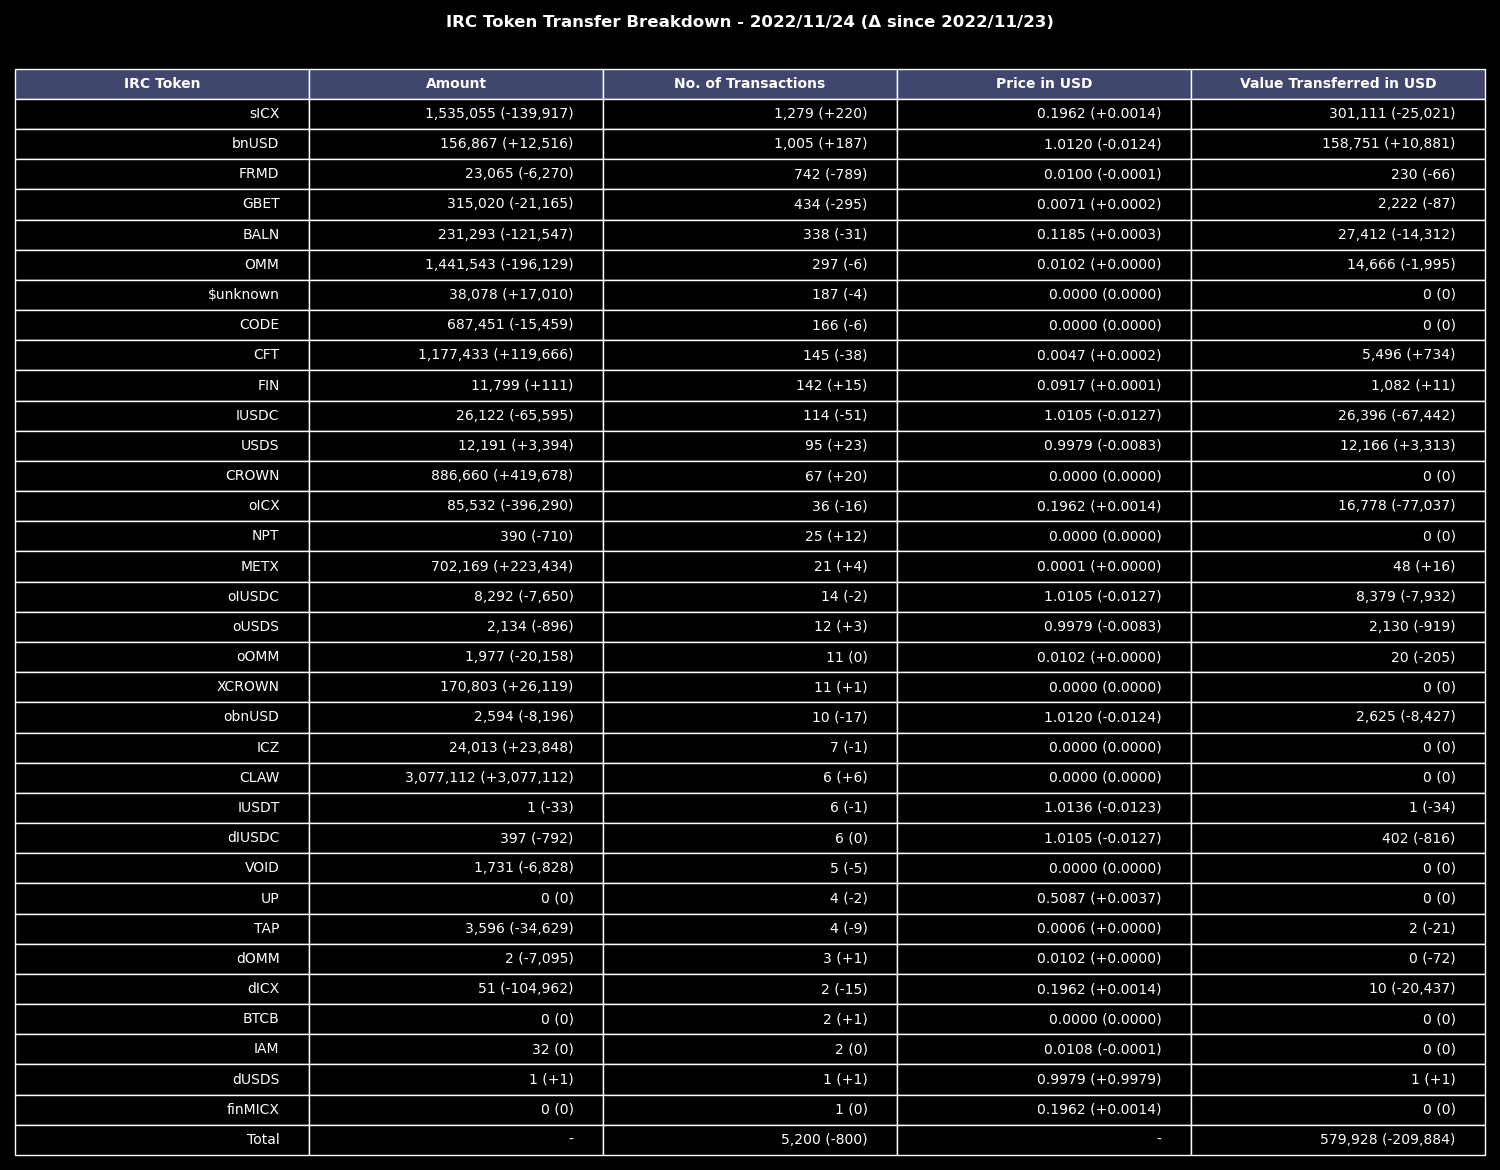 IRC Token Transfer Breakdown - 2022/11/24 (Δ since 2022/11/23)
IRC Token Amount No. of Transactions Price in USD Value Transferred in USD
sICX 1,535,055 (-139,917) 1,279 (+220) 0.1962 (+0.0014) 301,111 (-25,021)
bnUSD 156,867 (+12,516) 1,005 (+187) 1.0120 (-0.0124) 158,751 (+10,881)
FRMD 23,065 (-6,270) 742 (-789) 0.0100 (-0.0001) 230 (-66)
GBET 315,020 (-21,165) 434 (-295) 0.0071 (+0.0002) 2,222 (-87)
BALN 231,293 (-121,547) 338 (-31) 0.1185 (+0.0003) 27,412 (-14,312)
OMM 1,441,543 (-196,129) 297 (-6) 0.0102 (+0.0000) 14,666 (-1,995)
$unknown 38,078 (+17,010) 187 (-4) 0.0000 (0.0000) 0 (0)
CODE 687,451 (-15,459) 166 (-6) 0.0000 (0.0000) 0 (0)
CFT 1,177,433 (+119,666) 145 (-38) 0.0047 (+0.0002) 5,496 (+734)
FIN 11,799 (+111) 142 (+15) 0.0917 (+0.0001) 1,082 (+11)
IUSDC 26,122 (-65,595) 114 (-51) 1.0105 (-0.0127) 26,396 (-67,442)
USDS 12,191 (+3,394) 95 (+23) 0.9979 (-0.0083) 12,166 (+3,313)
CROWN 886,660 (+419,678) 67 (+20) 0.0000 (0.0000) 0 (0)
oICX 85,532 (-396,290) 36 (-16) 0.1962 (+0.0014) 16,778 (-77,037)
NPT 390 (-710) 25 (+12) 0.0000 (0.0000) 0 (0)
METX 702,169 (+223,434) 21 (+4) 0.0001 (+0.0000) 48 (+16)
oIUSDC 8,292 (-7,650) 14 (-2) 1.0105 (-0.0127) 8,379 (-7,932)
oUSDS 2,134 (-896) 12 (+3) 0.9979 (-0.0083) 2,130 (-919)
oOMM 1,977 (-20,158) 11 (0) 0.0102 (+0.0000) 20 (-205)
XCROWN 170,803 (+26,119) 11 (+1) 0.0000 (0.0000) 0 (0)
obnUSD 2,594 (-8,196) 10 (-17) 1.0120 (-0.0124) 2,625 (-8,427)
ICZ 24,013 (+23,848) 7 (-1) 0.0000 (0.0000) 0 (0)
CLAW 3,077,112 (+3,077,112) 6 (+6) 0.0000 (0.0000) 0 (0)
IUSDT 1 (-33) 6 (-1) 1.0136 (-0.0123) 1 (-34)
dIUSDC 397 (-792) 6 (0) 1.0105 (-0.0127) 402 (-816)
VOID 1,731 (-6,828) 5 (-5) 0.0000 (0.0000) 0 (0)
UP 0 (0) 4 (-2) 0.5087 (+0.0037) 0 (0)
TAP 3,596 (-34,629) 4 (-9) 0.0006 (+0.0000) 2 (-21)
dOMM 2 (-7,095) 3 (+1) 0.0102 (+0.0000) 0 (-72)
dICX 51 (-104,962) 2 (-15) 0.1962 (+0.0014) 10 (-20,437)
BTCB 0 (0) 2 (+1) 0.0000 (0.0000) 0 (0)
IAM 32 (0) 2 (0) 0.0108 (-0.0001) 0 (0)
dUSDS 1 (+1) 1 (+1) 0.9979 (+0.9979) 1 (+1)
finMICX 0 (0) 1 (0) 0.1962 (+0.0014) 0 (0)
Total - 5,200 (-800) - 579,928 (-209,884)